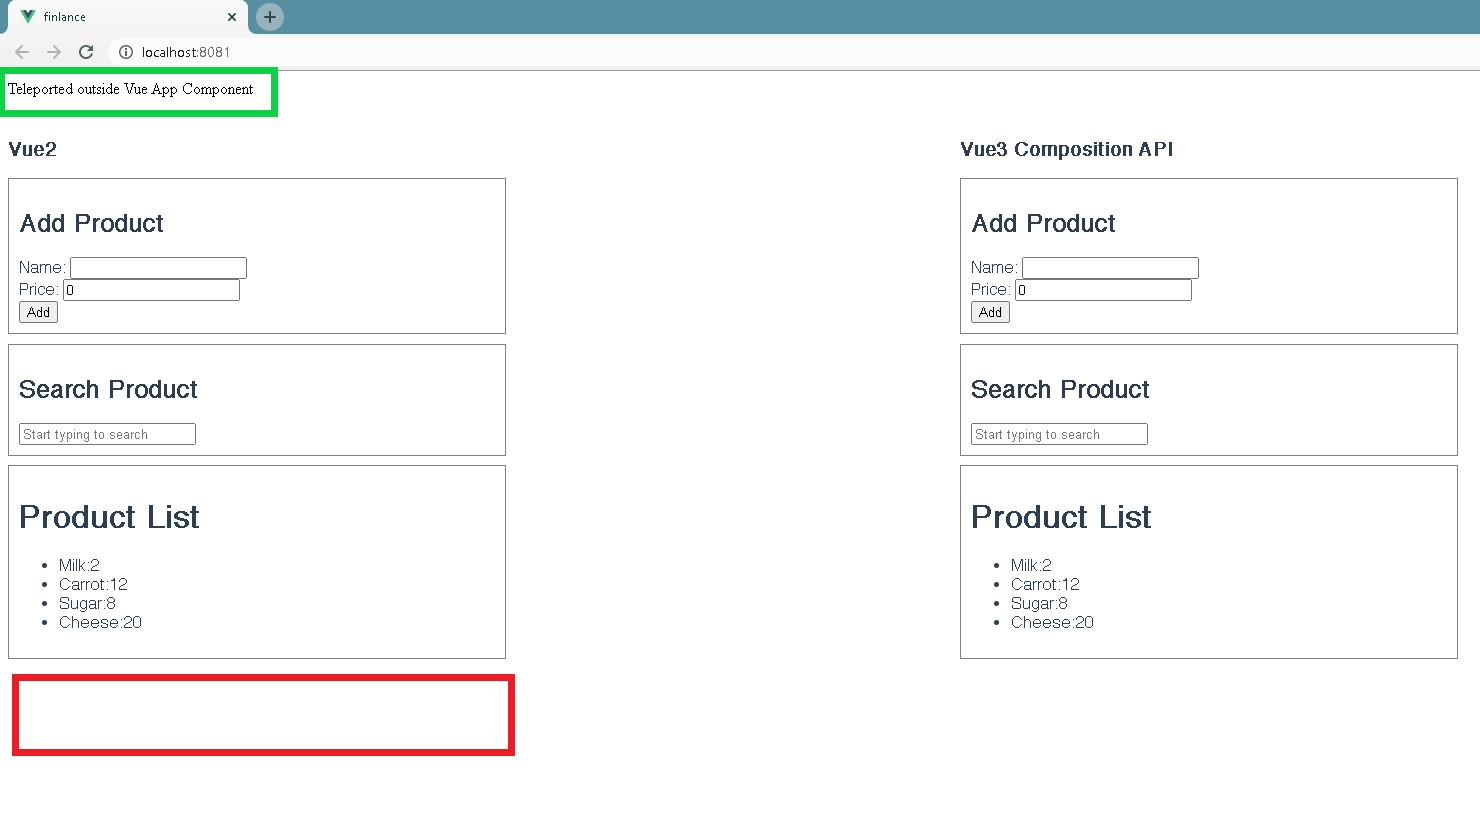 finlance
localhost:8081
Teleported outside Vue App Component
Vue2
Add Product
Name:
Price: 0
Add
Search Product
Start typing to search
Product List
Milk:2
Carrot:12
Sugar:8
Cheese:20
Vue3 Composition API
Add Product
Name:
Price: 0
Add
Search Product
Start typing to search
Product List
Milk:2
Carrot:12
Sugar:8
Cheese:20